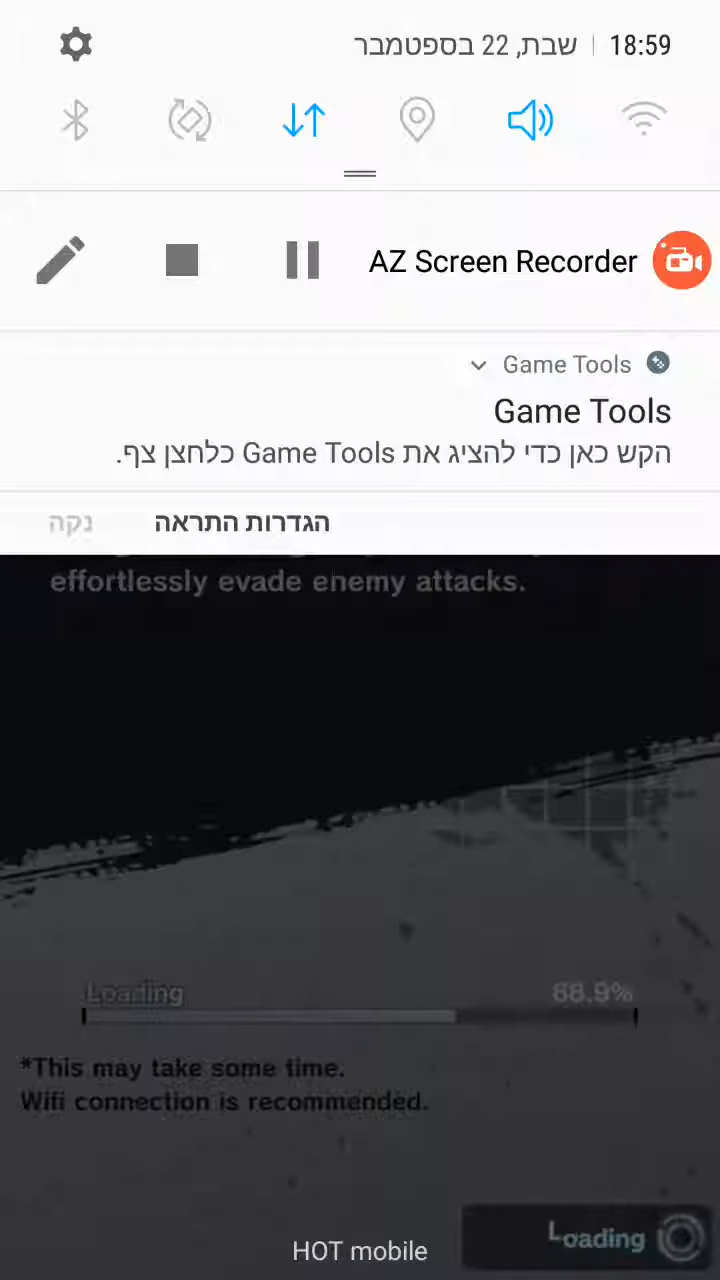 18:59 | שבת, 22 בספטמבר
AZ Screen Recorder
Game Tools
Game Tools
הקש כאן כדי להציג את Game Tools כלחצן צף.
הגדרות התראה
נקה
effortlessly evade enemy attacks.
Loading 68.9%
*This may take some time.
Wifi connection is recommended.
Loading
HOT mobile